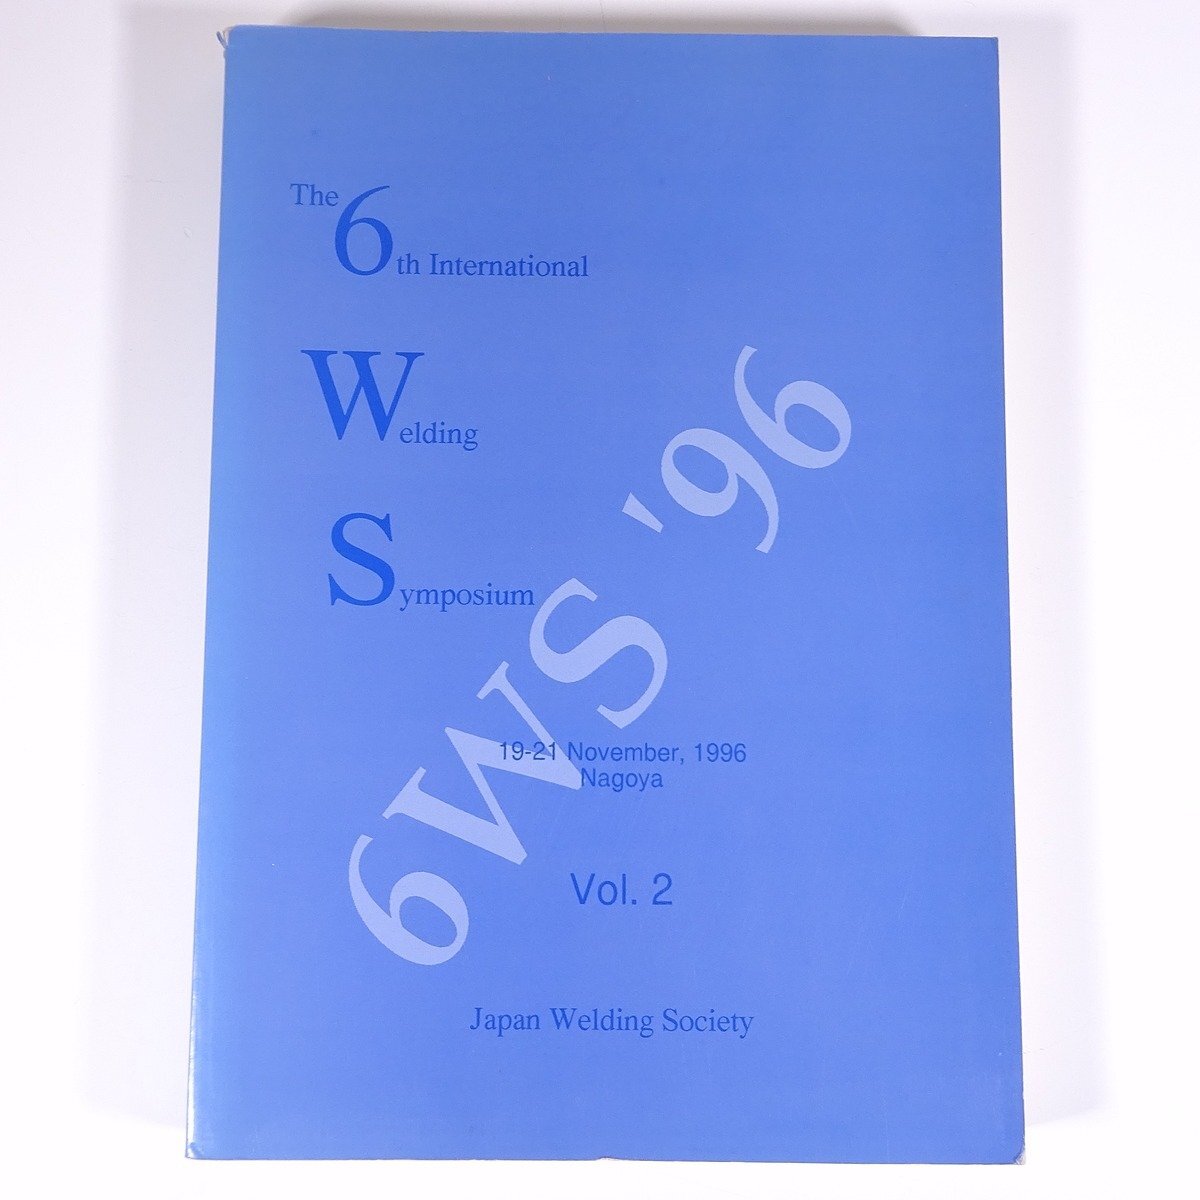 The 6th International
Welding
Symposium
6WS '96
19-21 November, 1996
Nagoya
Vol. 2
Japan Welding Society